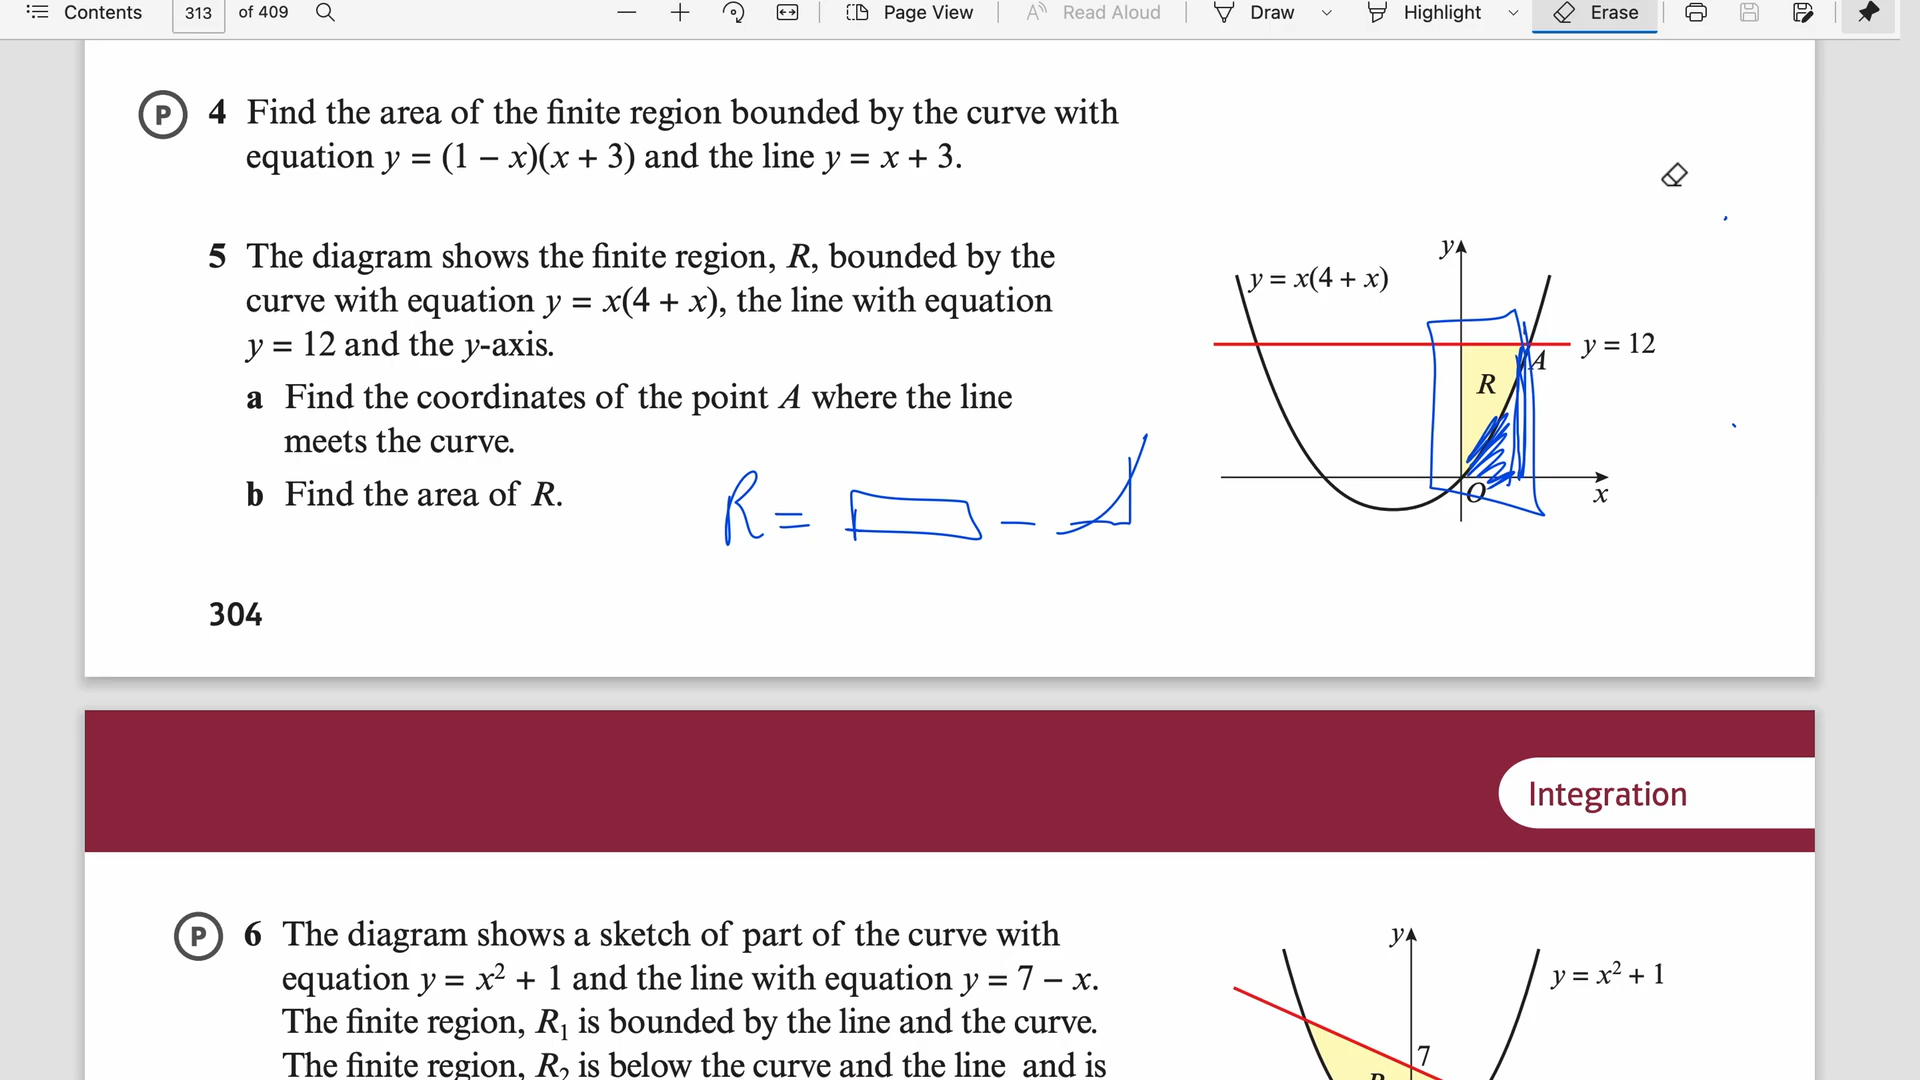 Contents 313 of 409 Page View Read Aloud Draw Highlight Erase
P 4 Find the area of the finite region bounded by the curve with
equation y = (1 − x)(x + 3) and the line y = x + 3.
5 The diagram shows the finite region, R, bounded by the
curve with equation y = x(4 + x), the line with equation
y = 12 and the y-axis.
a Find the coordinates of the point A where the line
meets the curve.
b Find the area of R.
R = −
y
y = x(4 + x)
y = 12
A
R
O
x
304
Integration
P 6 The diagram shows a sketch of part of the curve with
equation y = x² + 1 and the line with equation y = 7 − x.
The finite region, R₁ is bounded by the line and the curve.
The finite region, R₂ is below the curve and the line and is
y
y = x² + 1
7